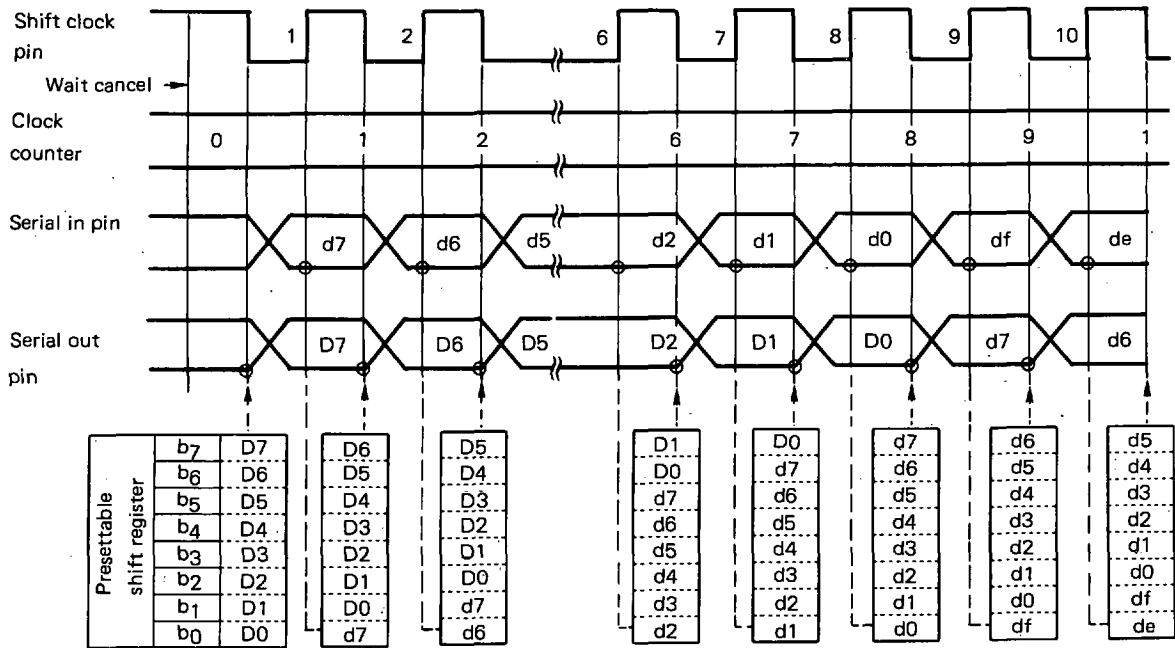 Shift clock
pin
1 2 6 7 8 9 10
Wait cancel
Clock
counter
0 1 2 6 7 8 9 1
Serial in pin
d7 d6 d5 d2 d1 d0 df de
Serial out
pin
D7 D6 D5 D2 D1 D0 d7 d6
Presettable
shift register
b7 D7 D6 D5 D1 D0 d7 d6 d5
b6 D6 D5 D4 D0 d7 d6 d5 d4
b5 D5 D4 D3 d7 d6 d5 d4 d3
b4 D4 D3 D2 d6 d5 d4 d3 d2
b3 D3 D2 D1 d5 d4 d3 d2 d1
b2 D2 D1 D0 d4 d3 d2 d1 d0
b1 D1 D0 d7 d3 d2 d1 d0 df
b0 D0 d7 d6 d2 d1 d0 df de